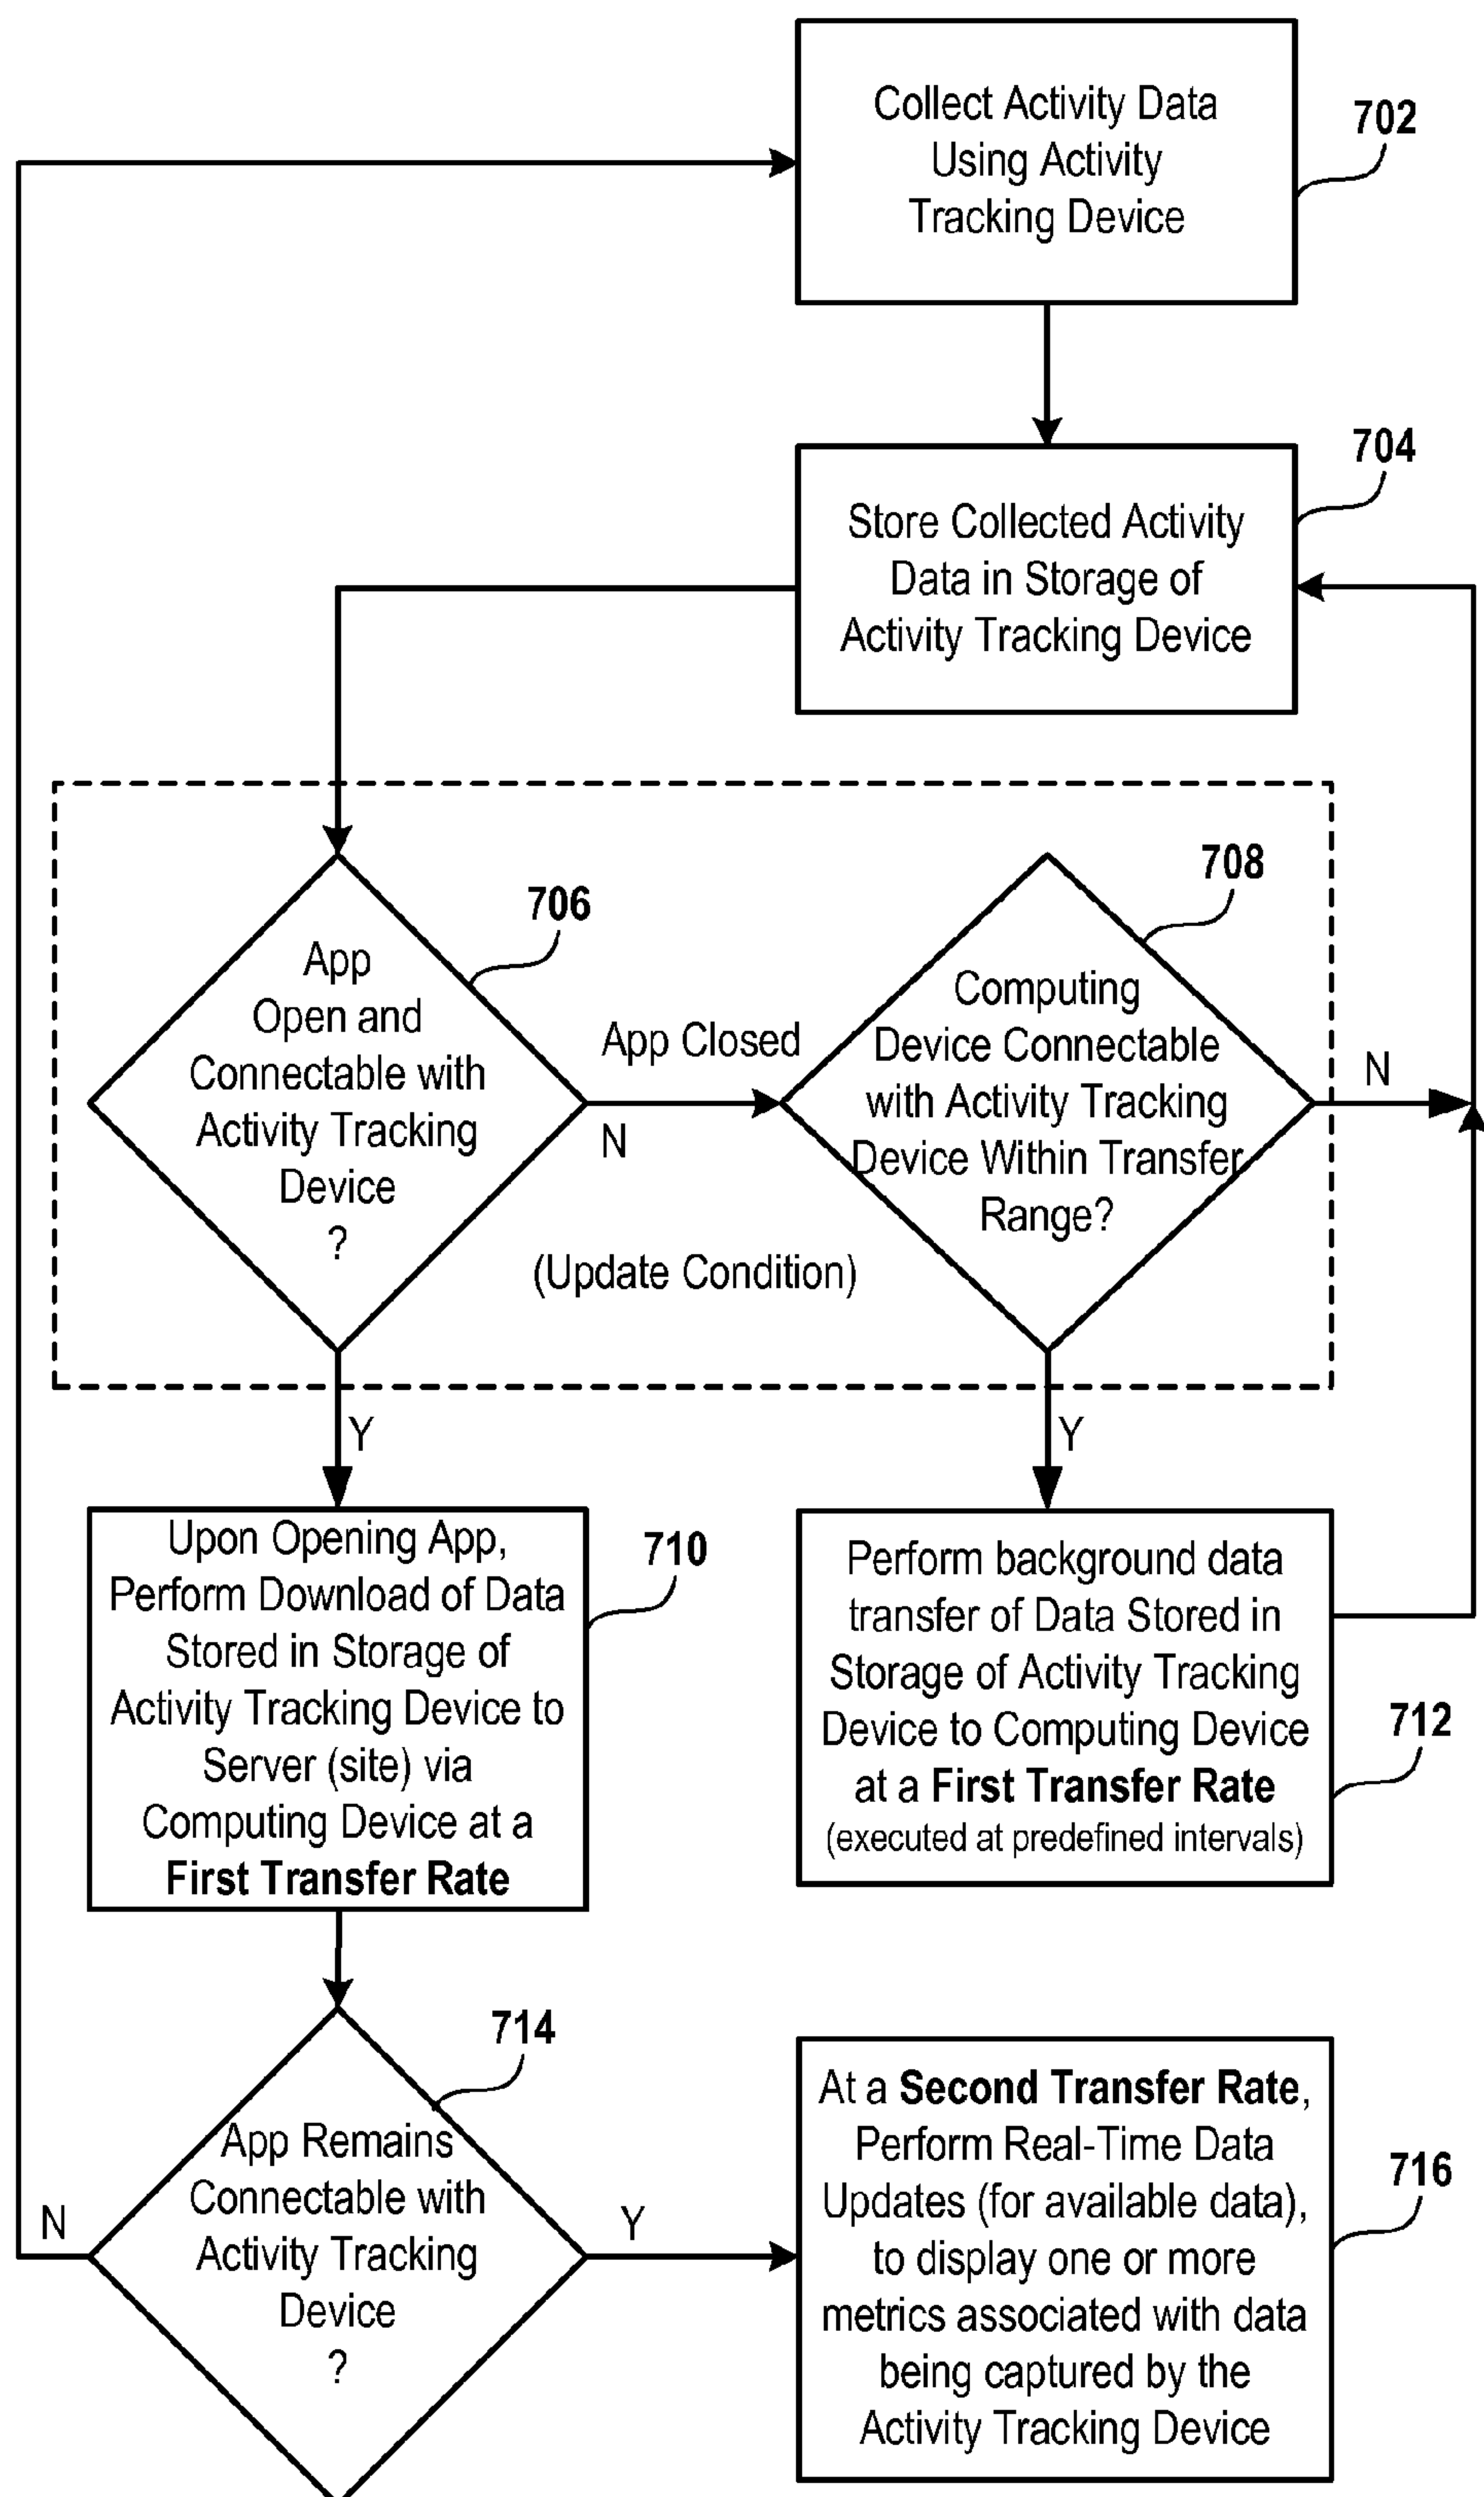 Collect Activity Data
Using Activity
Tracking Device
702
Store Collected Activity
Data in Storage of
Activity Tracking Device
704
App
Open and
Connectable with
Activity Tracking
Device
?
706
App Closed
N
Computing
Device Connectable
with Activity Tracking
Device Within Transfer
Range?
708
N
(Update Condition)
Y
Y
Upon Opening App,
Perform Download of Data
Stored in Storage of
Activity Tracking Device to
Server (site) via
Computing Device at a
First Transfer Rate
710
Perform background data
transfer of Data Stored in
Storage of Activity Tracking
Device to Computing Device
at a First Transfer Rate
(executed at predefined intervals)
712
App Remains
Connectable with
Activity Tracking
Device
?
714
N
Y
At a Second Transfer Rate,
Perform Real-Time Data
Updates (for available data),
to display one or more
metrics associated with data
being captured by the
Activity Tracking Device
716